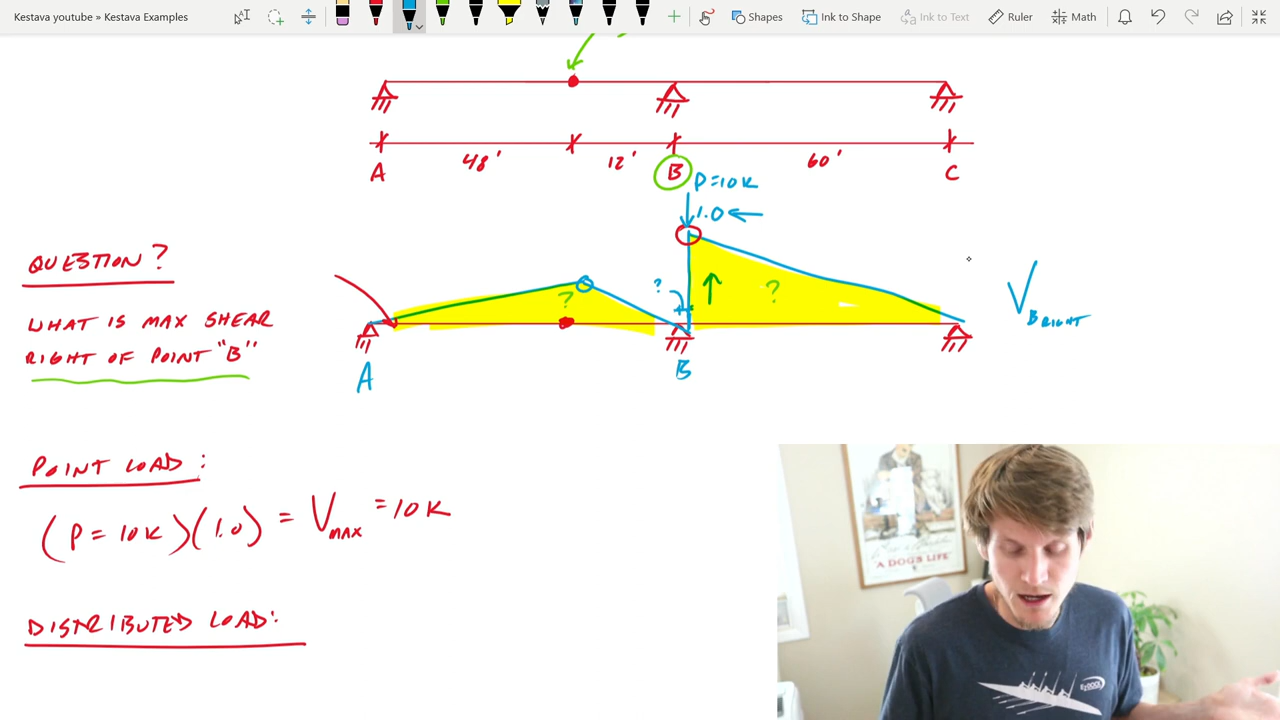 Kestava youtube » Kestava Examples
Shapes
Ink to Shape
Ink to Text
Ruler
Math
48'
12'
60'
A
B
C
P=10K
1.0
QUESTION?
WHAT IS MAX SHEAR
RIGHT OF POINT "B"
?
?
?
V B RIGHT
A
B
POINT LOAD:
(P=10K)(1.0) = V MAX = 10K
DISTRIBUTED LOAD:
"A DOG'S LIFE"